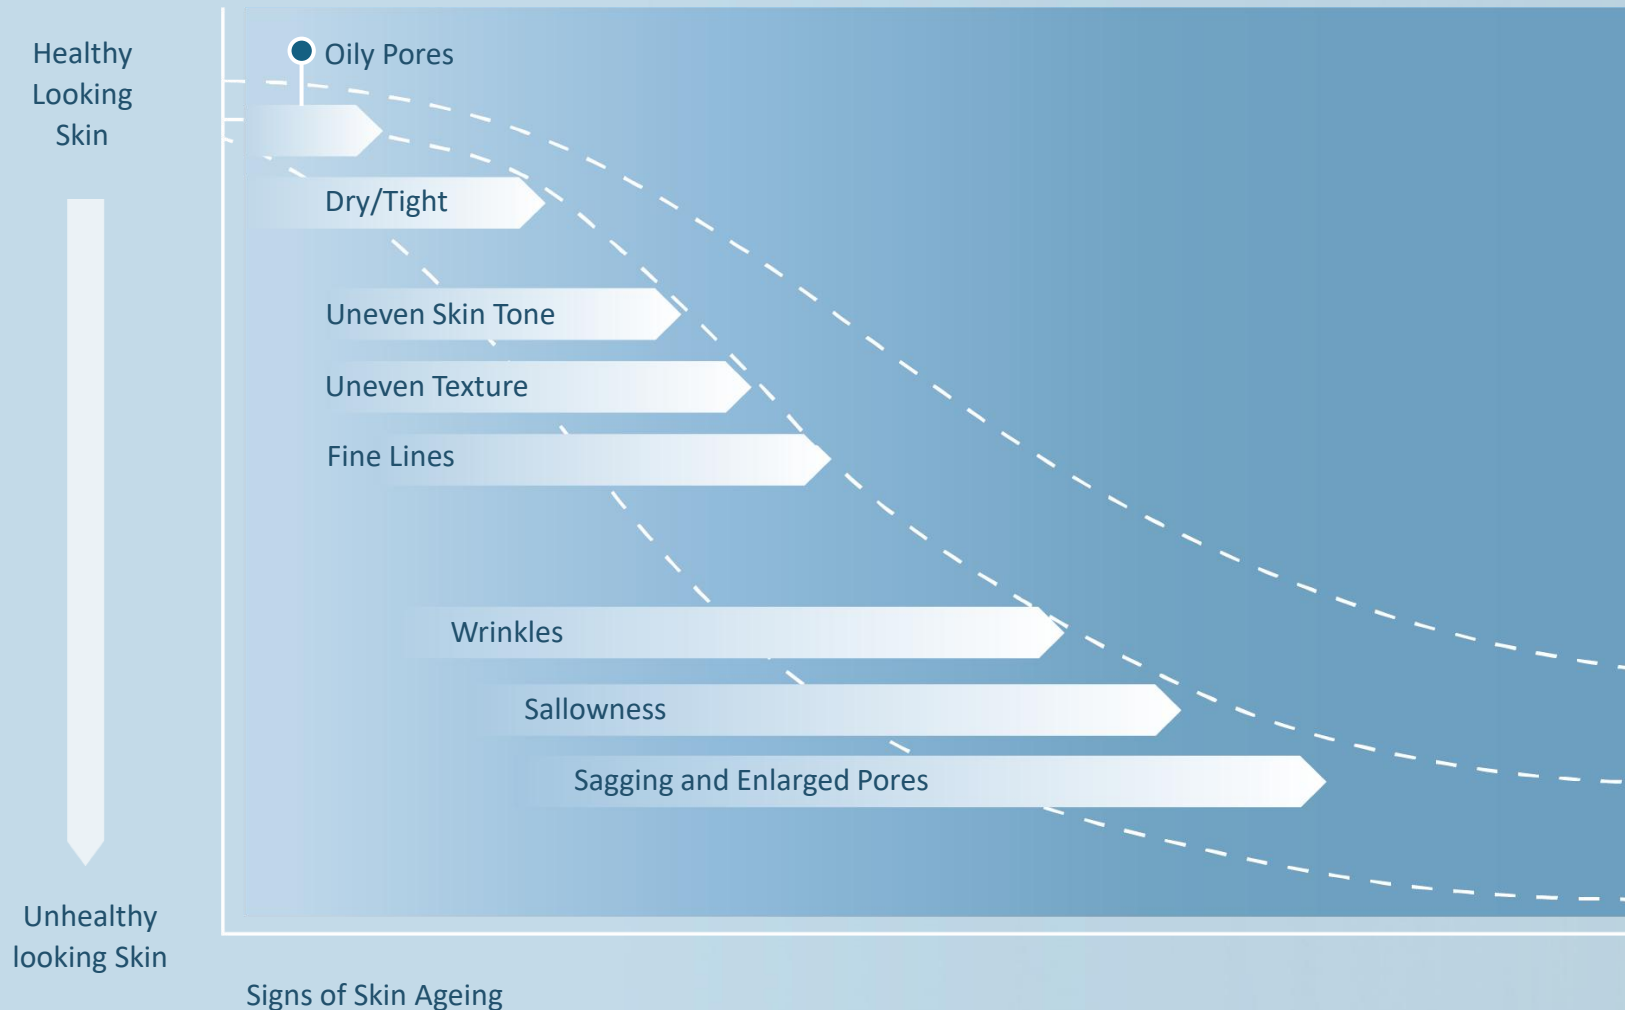 Healthy
Looking
Skin
Oily Pores
Dry/Tight
Uneven Skin Tone
Uneven Texture
Fine Lines
Wrinkles
Sallowness
Sagging and Enlarged Pores
Unhealthy
looking Skin
Signs of Skin Ageing